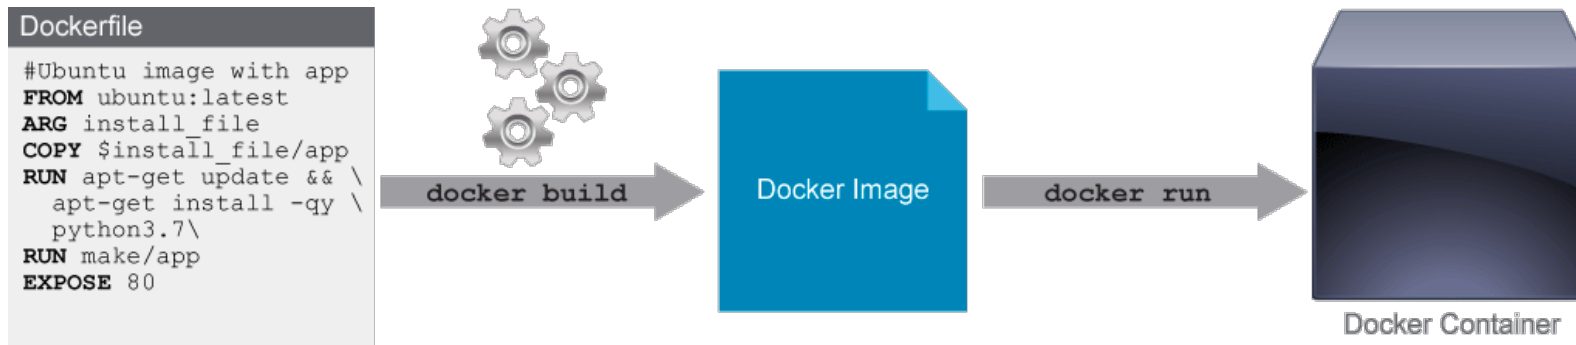 Dockerfile
#Ubuntu image with app
FROM ubuntu:latest
ARG install_file
COPY $install_file/app
RUN apt-get update && \
apt-get install -qy \
python3.7\
RUN make/app
EXPOSE 80
docker build
Docker Image
docker run
Docker Container